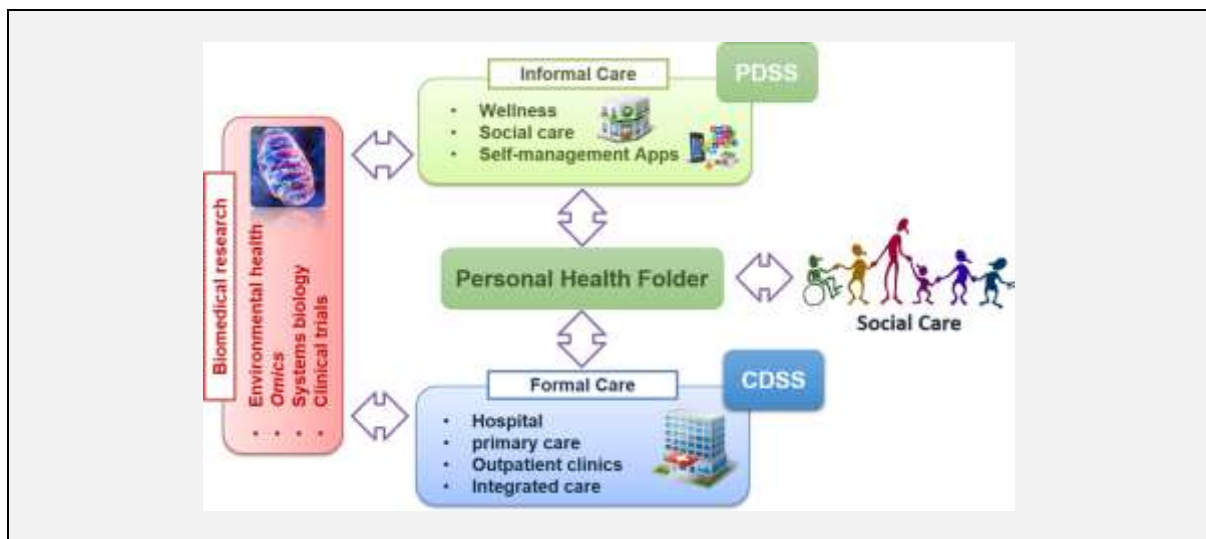 PDSS
Informal Care
• Wellness
• Social care
• Self-management Apps
Biomedical research
• Environmental health
• Omics
• Systems biology
• Clinical trials
Personal Health Folder
Social Care
CDSS
Formal Care
• Hospital
• primary care
• Outpatient clinics
• Integrated care